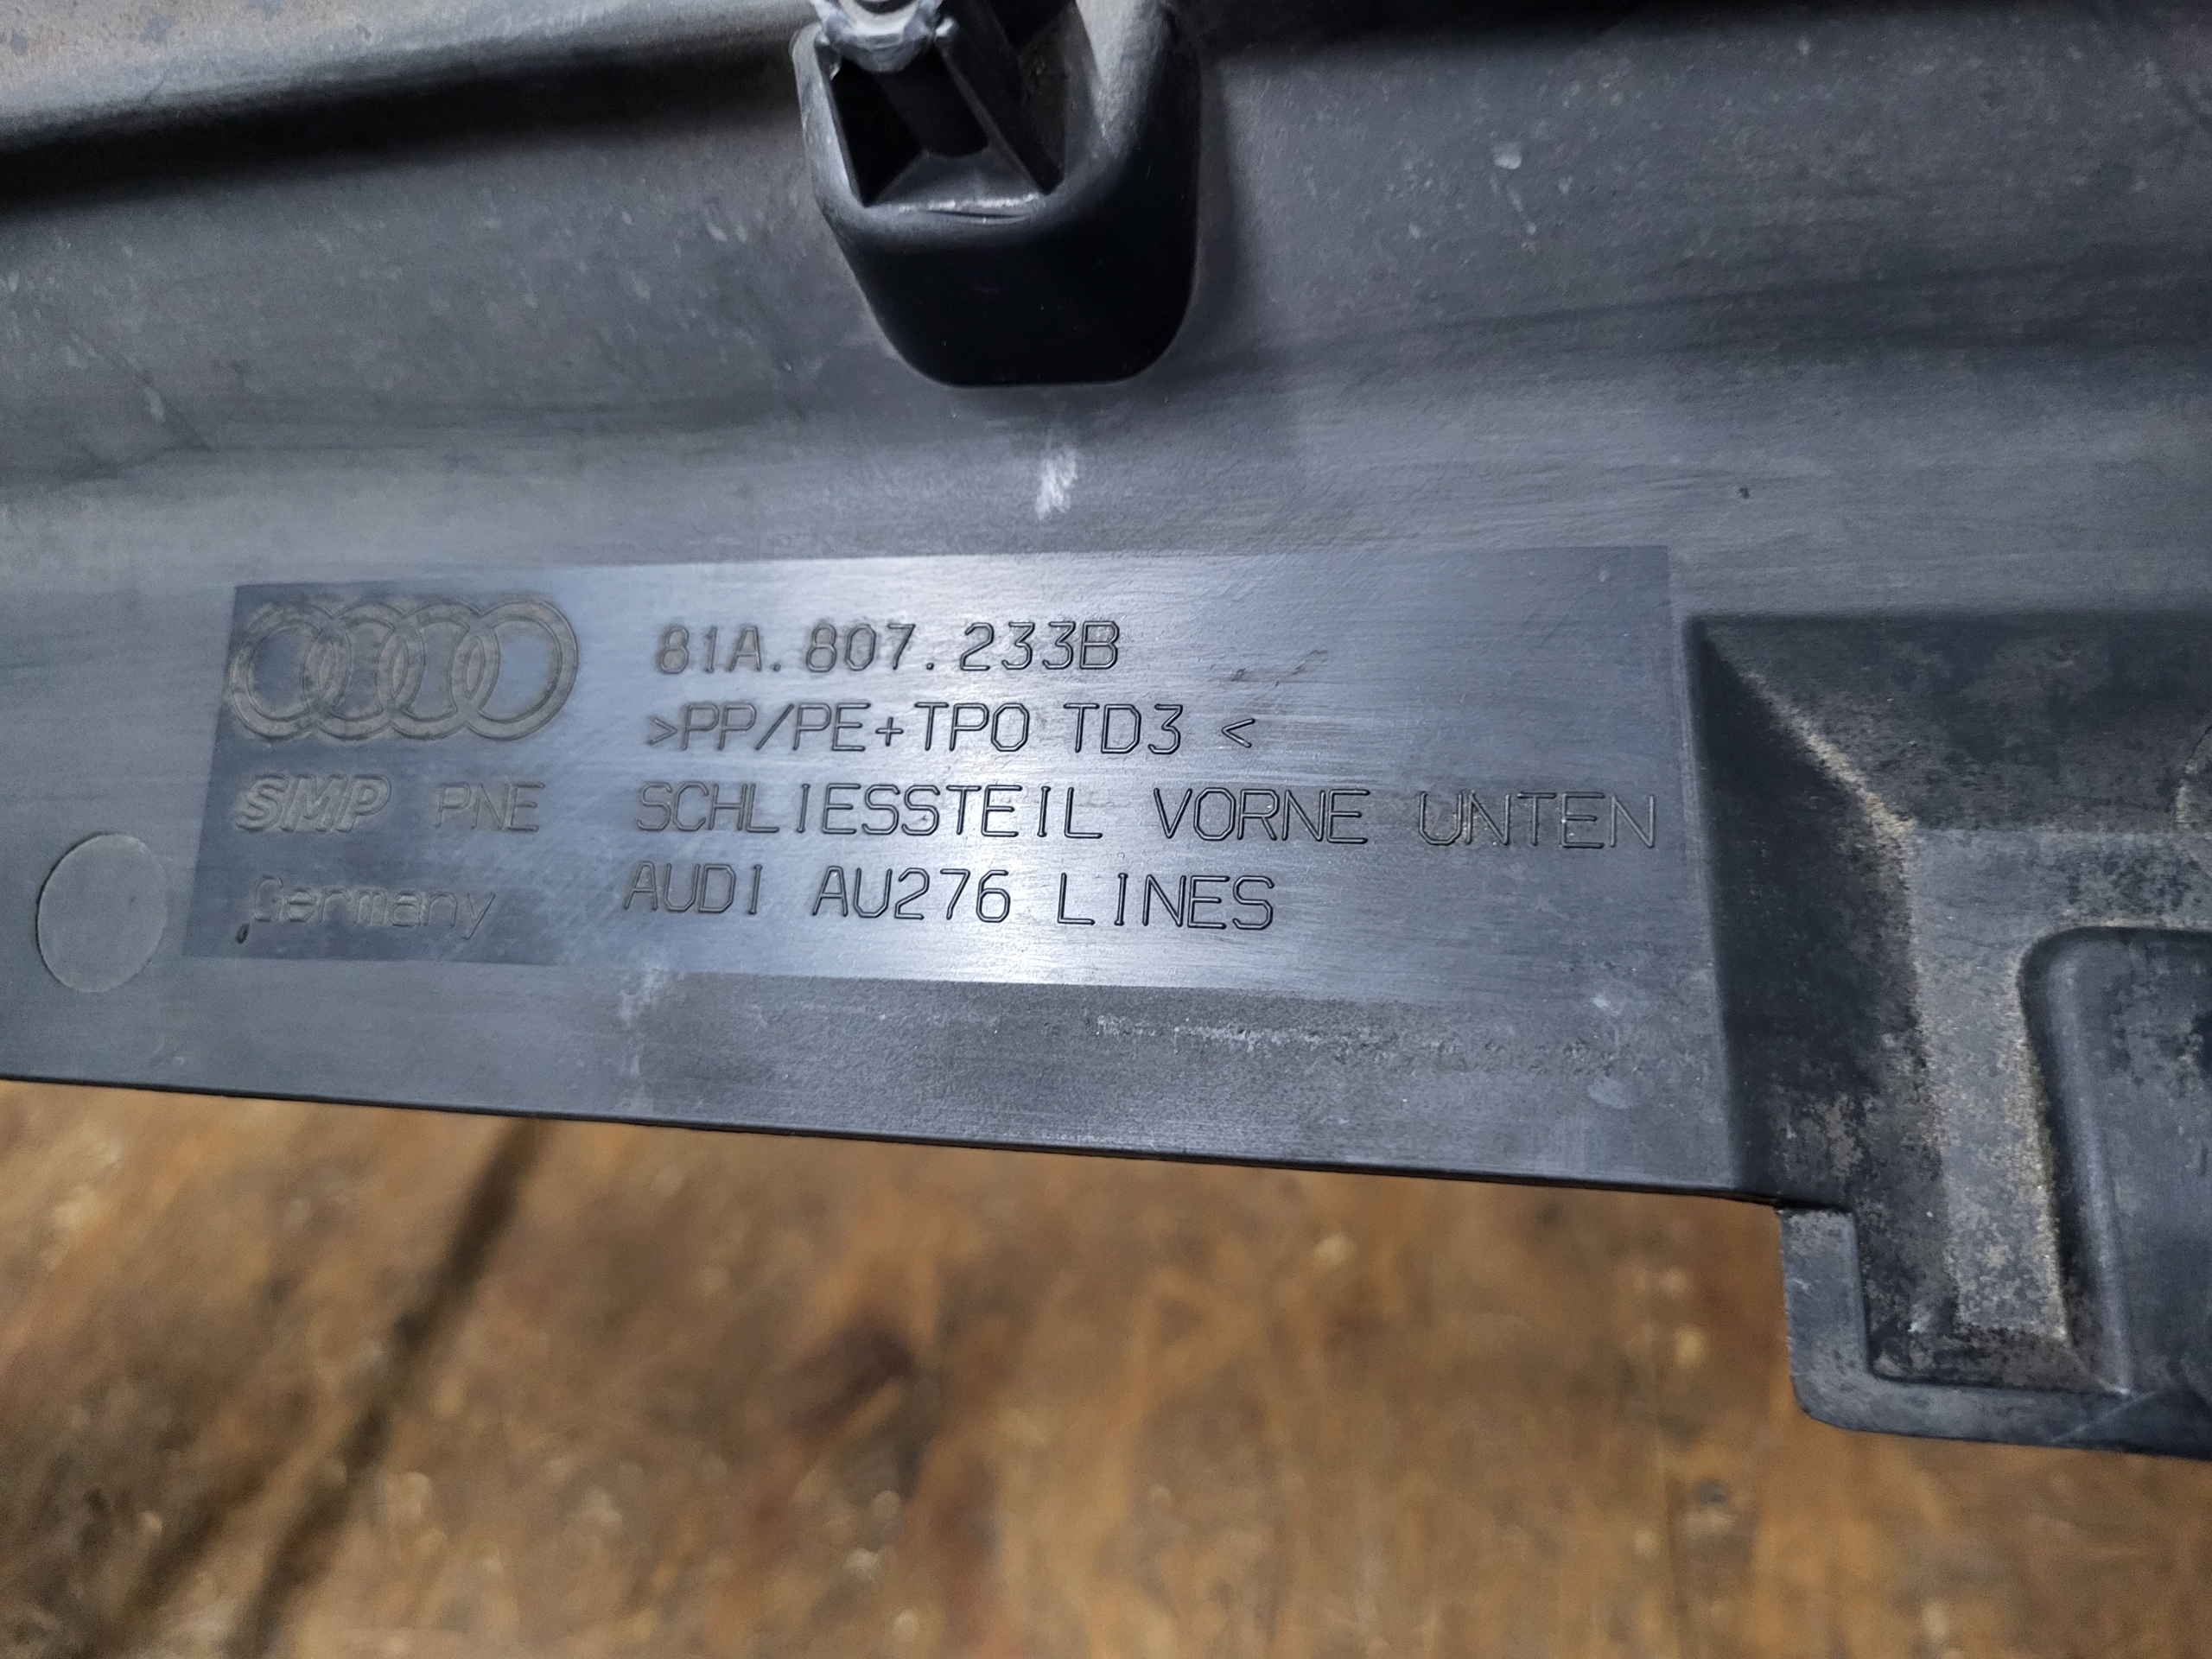 81A.807.233B
>PP/PE+TPO TD3 <
SMP PNE SCHLIESSTEIL VORNE UNTEN
Germany AUDI AU276 LINES